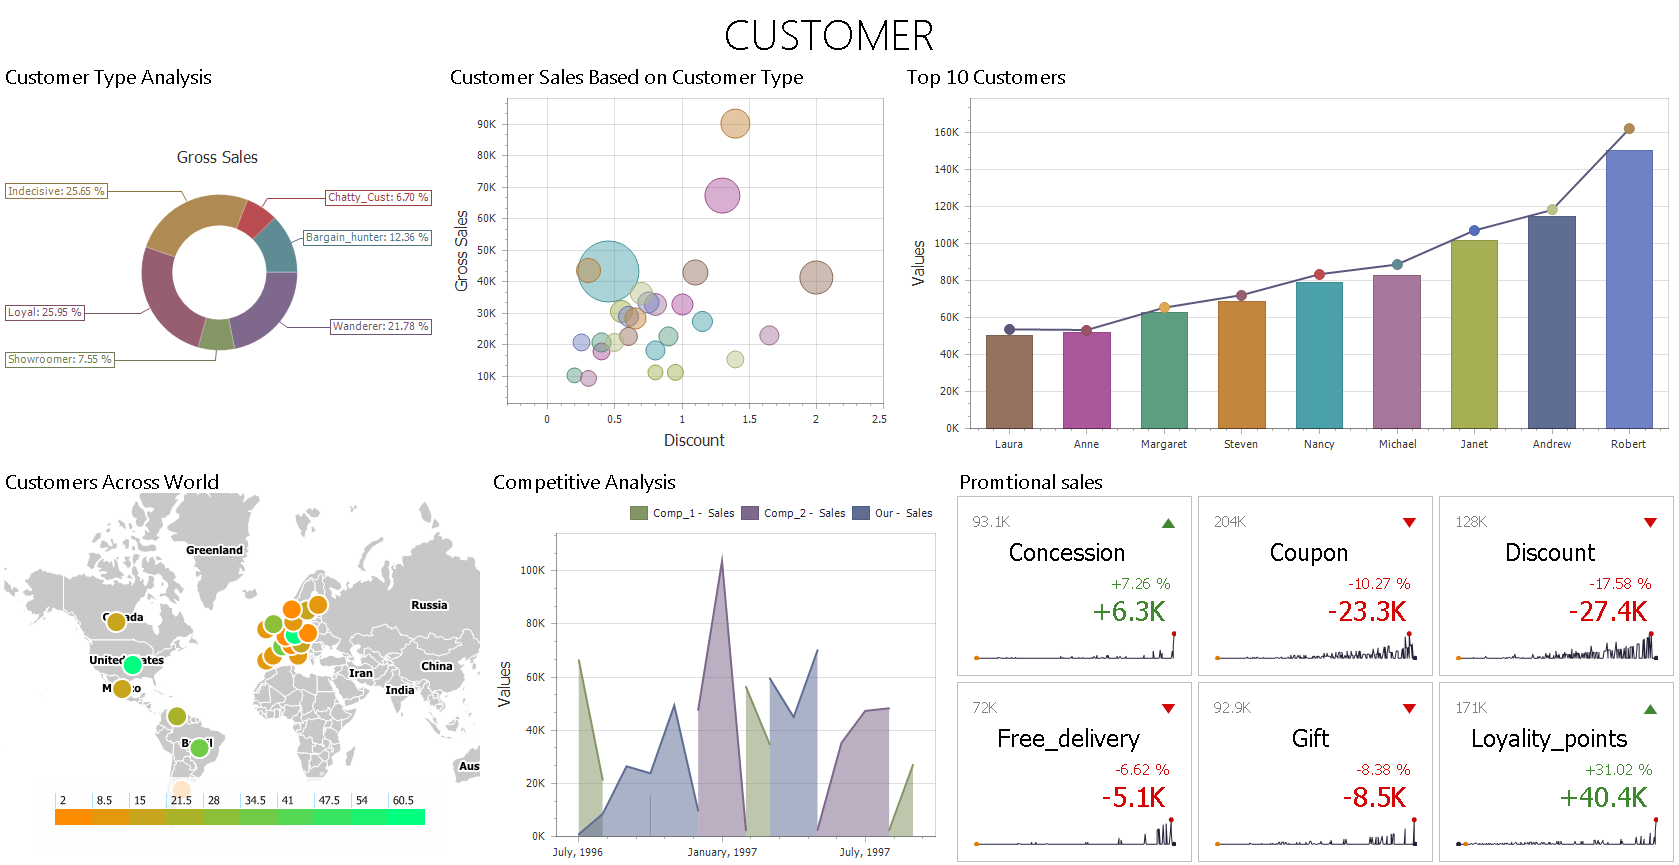 CUSTOMER
Customer Type Analysis
Gross Sales
Indecisive: 25.65 %
Chatty_Cust: 6.70 %
Bargain_hunter: 12.36 %
Loyal: 25.95 %
Wanderer: 21.78 %
Showroomer: 7.55 %
Customer Sales Based on Customer Type
Gross Sales
90K
80K
70K
60K
50K
40K
30K
20K
10K
0 0.5 1 1.5 2 2.5
Discount
Top 10 Customers
Values
160K
140K
120K
100K
80K
60K
40K
20K
0K
Laura Anne Margaret Steven Nancy Michael Janet Andrew Robert
Customers Across World
Greenland
Russia
China
Iran
India
Aus
2 8.5 15 21.5 28 34.5 41 47.5 54 60.5
Competitive Analysis
Comp_1 - Sales Comp_2 - Sales Our - Sales
Values
100K
80K
60K
40K
20K
0K
July, 1996 January, 1997 July, 1997
Promtional sales
93.1K
Concession
+7.26 %
+6.3K
204K
Coupon
-10.27 %
-23.3K
128K
Discount
-17.58 %
-27.4K
72K
Free_delivery
-6.62 %
-5.1K
92.9K
Gift
-8.38 %
-8.5K
171K
Loyality_points
+31.02 %
+40.4K